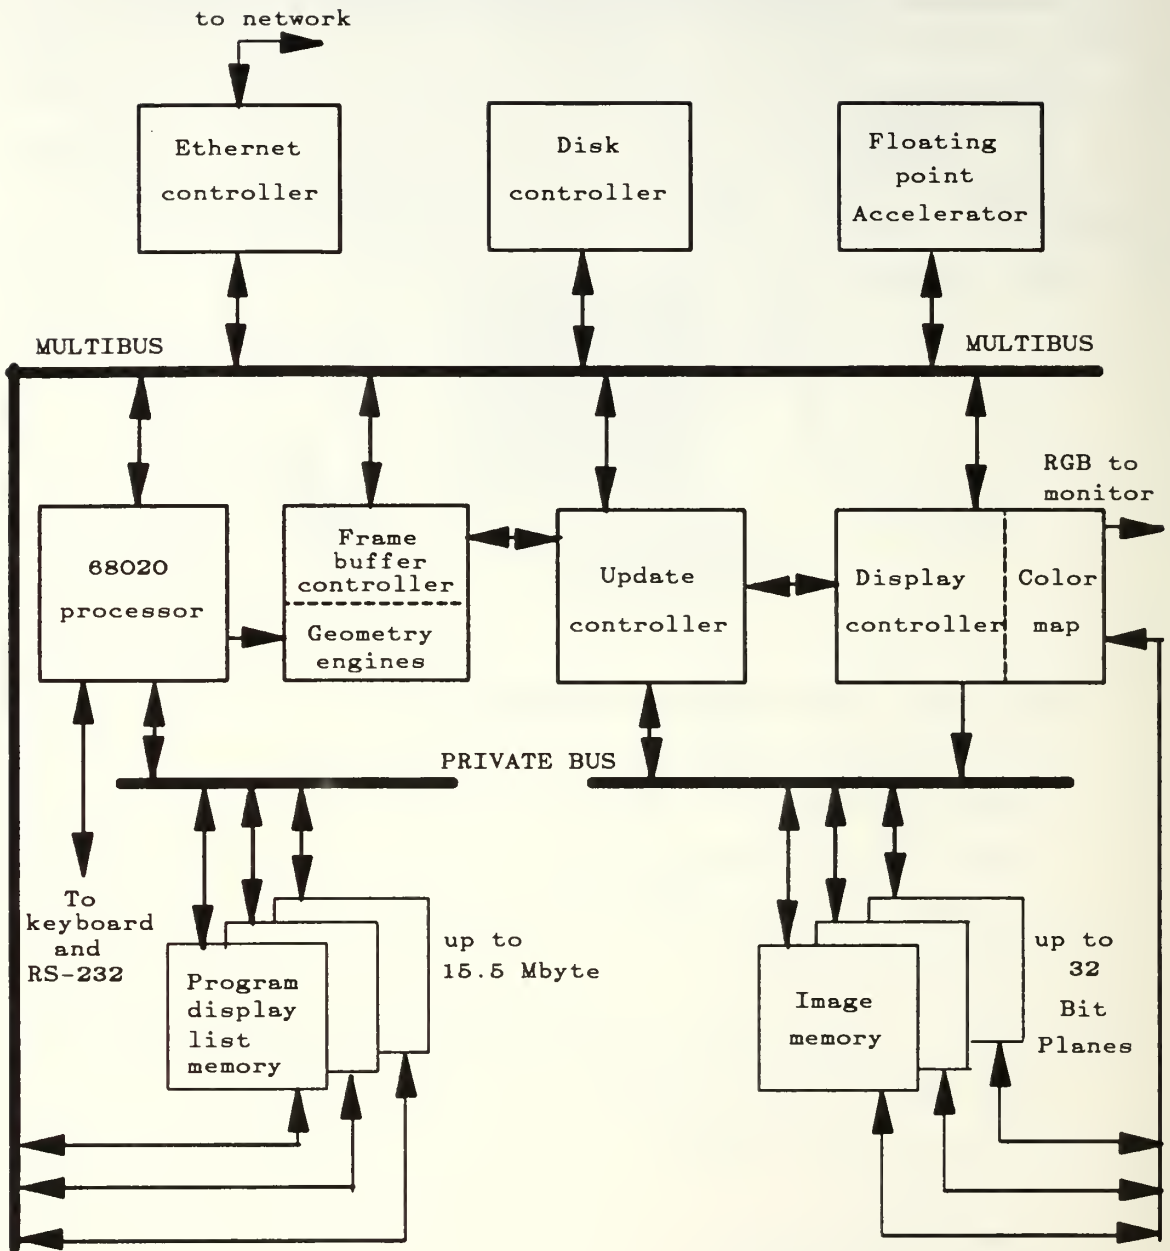 to network
Ethernet
controller
Disk
controller
Floating
point
Accelerator
MULTIBUS
MULTIBUS
68020
processor
Frame
buffer
controller
Geometry
engines
Update
controller
Display
controller
Color
map
RGB to
monitor
PRIVATE BUS
To
keyboard
and
RS-232
Program
display
list
memory
up to
15.5 Mbyte
Image
memory
up to
32
Bit
Planes